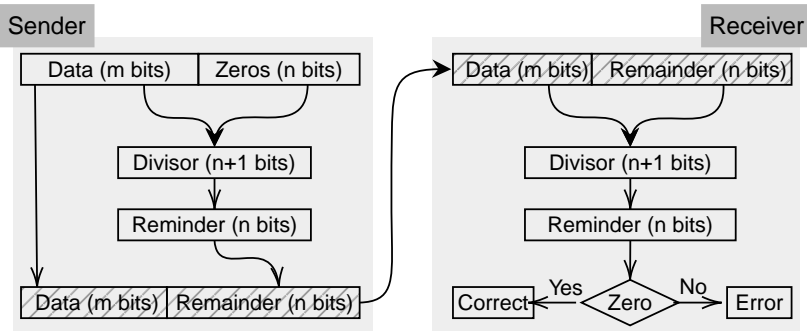 Sender
Data (m bits)
Zeros (n bits)
Divisor (n+1 bits)
Reminder (n bits)
Data (m bits)
Remainder (n bits)
Receiver
Data (m bits)
Remainder (n bits)
Divisor (n+1 bits)
Reminder (n bits)
Correct
Yes
Zero
No
Error